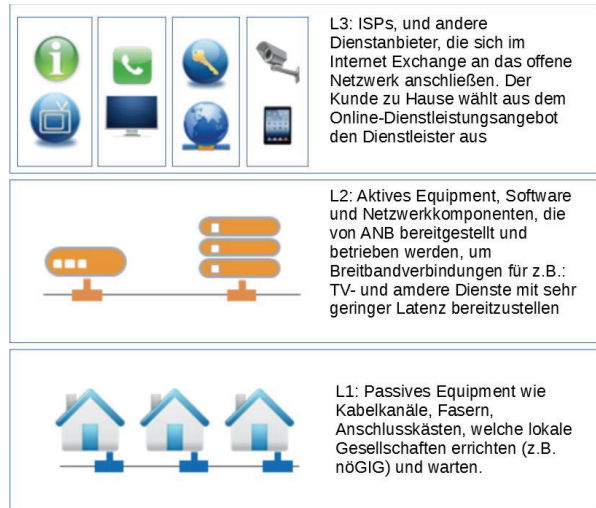 L3: ISPs, und andere
Dienstanbieter, die sich im
Internet Exchange an das offene
Netzwerk anschließen. Der
Kunde zu Hause wählt aus dem
Online-Dienstleistungsangebot
den Dienstleister aus
L2: Aktives Equipment, Software
und Netzwerkkomponenten, die
von ANB bereitgestellt und
betrieben werden, um
Breitbandverbindungen für z.B.:
TV- und amdere Dienste mit sehr
geringer Latenz bereitzustellen
L1: Passives Equipment wie
Kabelkanäle, Fasern,
Anschlusskästen, welche lokale
Gesellschaften errichten (z.B.
nöGIG) und warten.